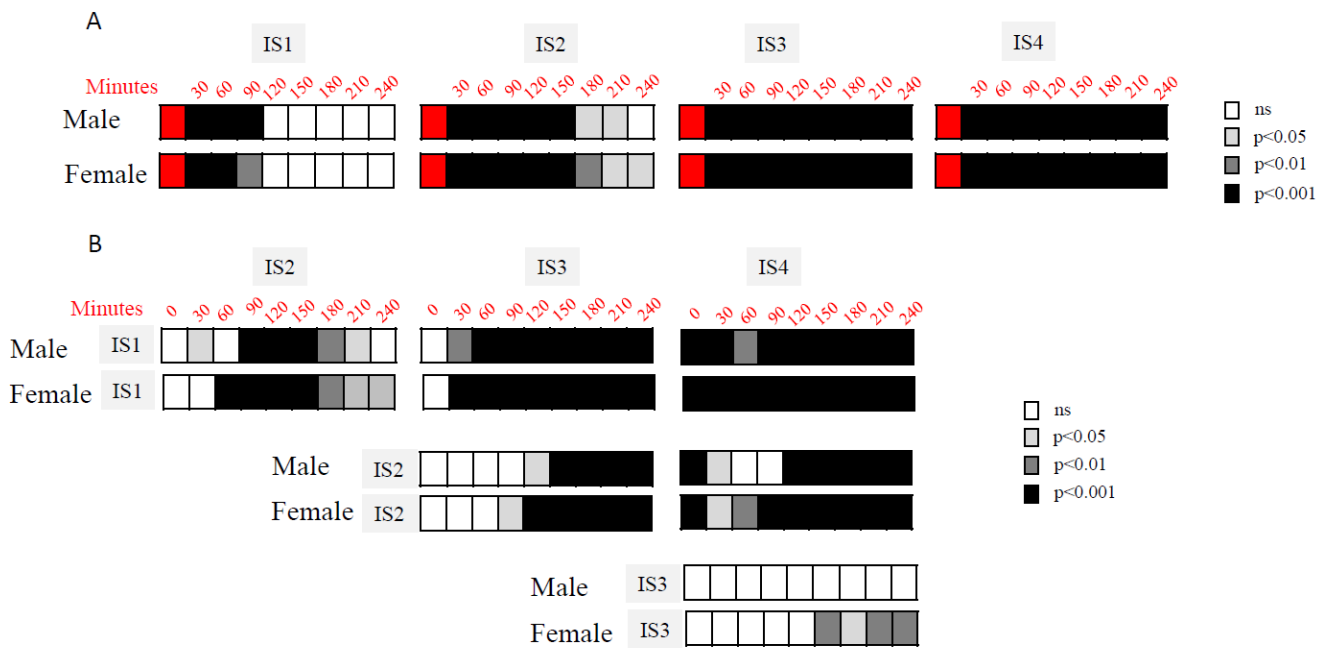 A
IS1 IS2 IS3 IS4
Minutes 30 60 90 120 150 180 210 240 30 60 90 120 150 180 210 240 30 60 90 120 150 180 210 240 30 60 90 120 150 180 210 240
Male
Female
ns
p<0.05
p<0.01
p<0.001
B
IS2 IS3 IS4
Minutes 0 30 60 90 120 150 180 210 240 0 30 60 90 120 150 180 210 240 0 30 60 90 120 150 180 210 240
Male IS1
Female IS1
ns
p<0.05
p<0.01
p<0.001
Male IS2
Female IS2
Male IS3
Female IS3